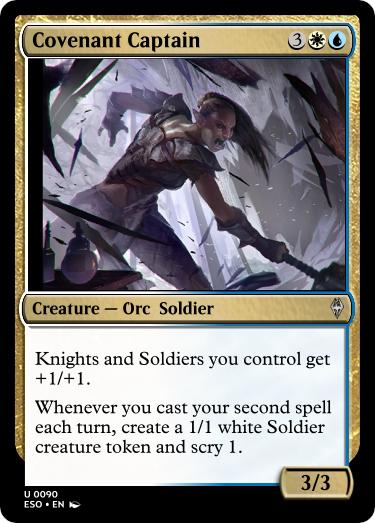 Covenant Captain 3
Creature — Orc Soldier
Knights and Soldiers you control get
+1/+1.
Whenever you cast your second spell
each turn, create a 1/1 white Soldier
creature token and scry 1.
3/3
U 0090
ESO • EN